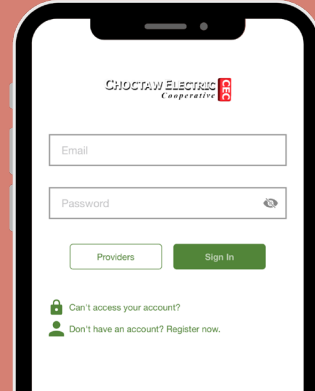 CHOCTAW ELECTRIC
Cooperative
CEC
Email
Password
Providers
Sign In
Can't access your account?
Don't have an account? Register now.